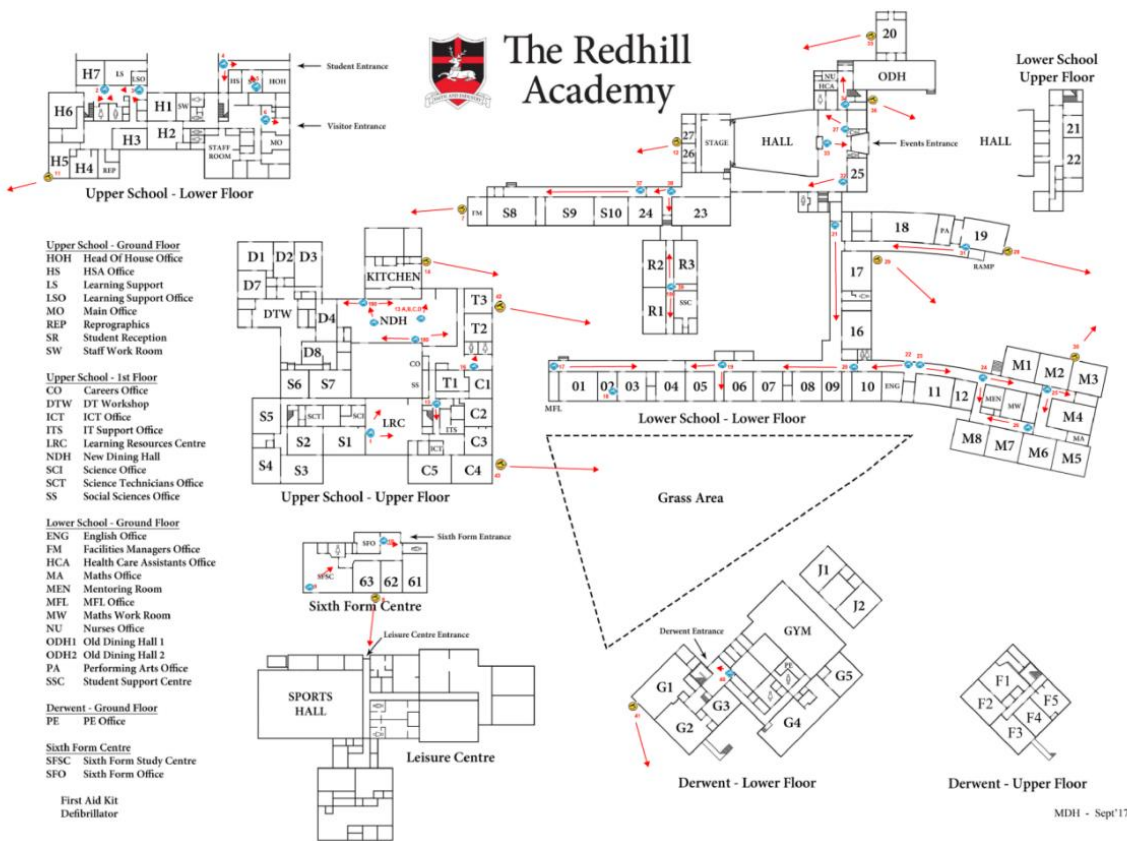 The Redhill
Academy
H7
LS
LSO
H6
H1
SW
H2
H3
H5
H4
REP
HS
HOH
STAFF
ROOM
MO
Student Entrance
Visitor Entrance
Upper School - Lower Floor
20
ODH
NU
HCA
HALL
STAGE
27
26
25
Events Entrance
Lower School
Upper Floor
HALL
21
22
FM
S8
S9
S10
24
23
R2
R3
R1
SSC
18
PA
19
RAMP
17
16
MFL
01
02
03
04
05
06
07
08
09
10
ENG
11
12
M1
M2
M3
MEN
MW
M4
MA
M8
M7
M6
M5
Lower School - Lower Floor
Upper School - Ground Floor
HOH Head Of House Office
HS HSA Office
LS Learning Support
LSO Learning Support Office
MO Main Office
REP Reprographics
SR Student Reception
SW Staff Work Room
Upper School - 1st Floor
CO Careers Office
DTW DT Workshop
ICT ICT Office
ITS IT Support Office
LRC Learning Resources Centre
NDH New Dining Hall
SCI Science Office
SCT Science Technicians Office
SS Social Sciences Office
Lower School - Ground Floor
ENG English Office
FM Facilities Managers Office
HCA Health Care Assistants Office
MA Maths Office
MEN Mentoring Room
MFL MFL Office
MW Maths Work Room
NU Nurses Office
ODH1 Old Dining Hall 1
ODH2 Old Dining Hall 2
PA Performing Arts Office
SSC Student Support Centre
Derwent - Ground Floor
PE PE Office
Sixth Form Centre
SFSC Sixth Form Study Centre
SFO Sixth Form Office
First Aid Kit
Defibrillator
D1
D2
D3
D7
DTW
D4
D8
KITCHEN
NDH
T3
T2
CO
SS
T1
C1
S6
S7
S5
SCT
SCI
LRC
C2
ITS
S2
S1
C3
ICT
S4
S3
C5
C4
Upper School - Upper Floor
SFO
Sixth Form Entrance
SFSC
63
62
61
Sixth Form Centre
Leisure Centre Entrance
SPORTS
HALL
Leisure Centre
Grass Area
J1
J2
Derwent Entrance
GYM
PE
G1
G3
G5
G2
G4
Derwent - Lower Floor
F1
F2
F5
F4
F3
Derwent - Upper Floor
MDH - Sept'17